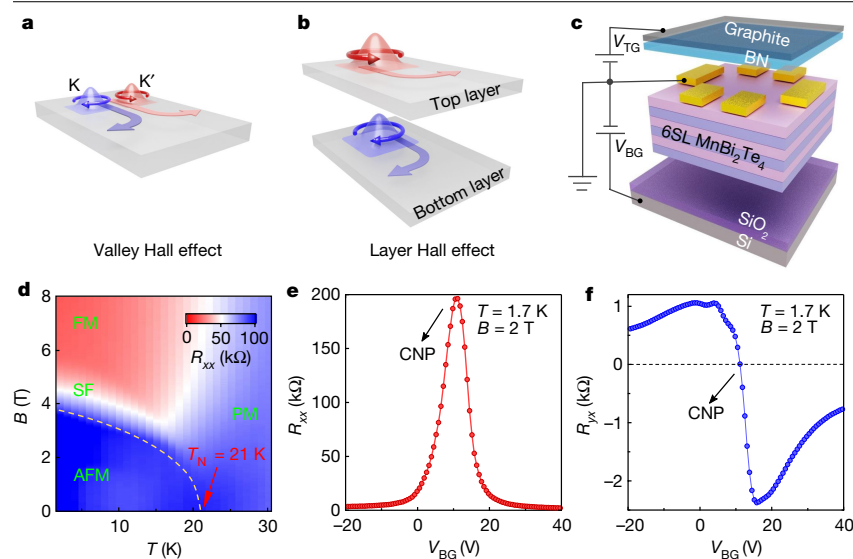 a
K
K′
Valley Hall effect
b
Top layer
Bottom layer
Layer Hall effect
c
Graphite
BN
V_TG
V_BG
6SL MnBi₂Te₄
SiO₂
Si
d
8
6
4
2
0
B (T)
FM
SF
AFM
PM
0 50 100
R_xx (kΩ)
T_N = 21 K
10 20 30
T (K)
e
200
150
100
50
0
R_xx (kΩ)
T = 1.7 K
B = 2 T
CNP
−20 0 20 40
V_BG (V)
f
1
0
−1
−2
R_yx (kΩ)
T = 1.7 K
B = 2 T
CNP
−20 0 20 40
V_BG (V)